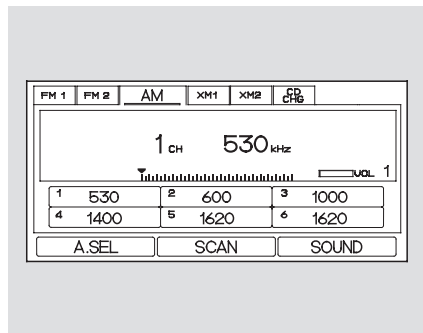 FM 1 FM 2 AM XM1 XM2 CD CHG
1 CH 530 kHz
VOL 1
1 530 2 600 3 1000
4 1400 5 1620 6 1620
A.SEL SCAN SOUND